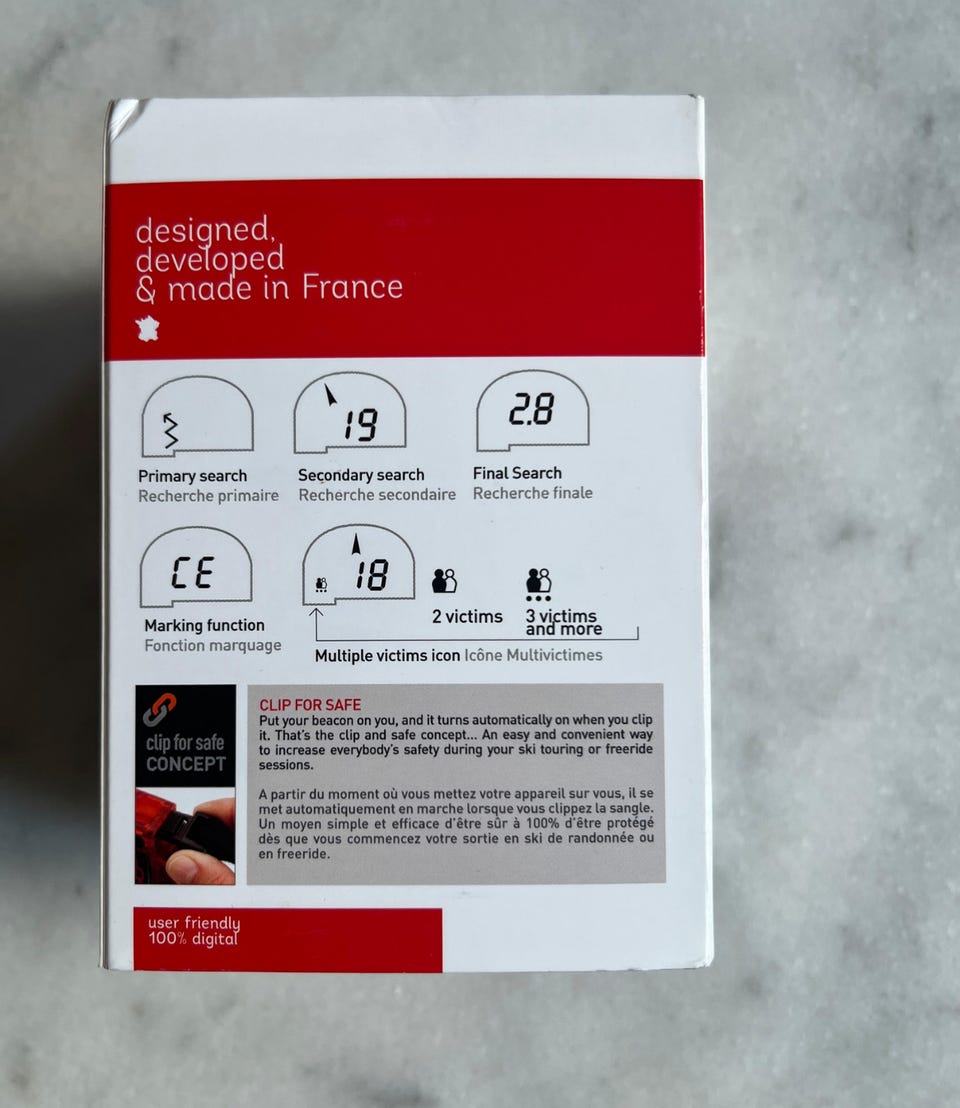 designed,
developed
& made in France
19
2.8
Primary search
Recherche primaire
Secondary search
Recherche secondaire
Final Search
Recherche finale
CE
18
2 victims
3 victims
and more
Marking function
Fonction marquage
Multiple victims icon Icône Multivictimes
clip for safe
CONCEPT
CLIP FOR SAFE
Put your beacon on you, and it turns automatically on when you clip
it. That's the clip and safe concept... An easy and convenient way
to increase everybody's safety during your ski touring or freeride
sessions.
A partir du moment où vous mettez votre appareil sur vous, il se
met automatiquement en marche lorsque vous clippez la sangle.
Un moyen simple et efficace d'être sûr à 100% d'être protégé
dès que vous commencez votre sortie en ski de randonnée ou
en freeride.
user friendly
100% digital